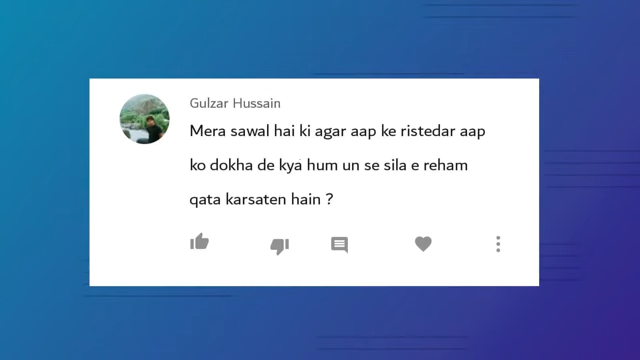 Gulzar Hussain
Mera sawal hai ki agar aap ke ristedar aap
ko dokha de kya hum un se sila e reham
qata karsaten hain ?